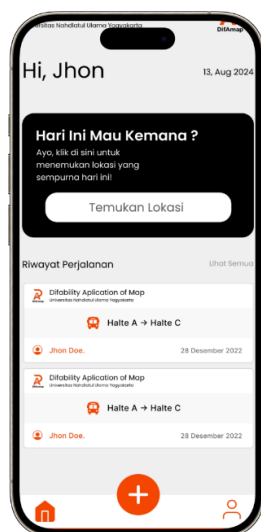 Universitas Nahdlatul Ulama Yogyakarta
DifAmap
Hi, Jhon
13, Aug 2024
Hari Ini Mau Kemana ?
Ayo, klik di sini untuk
menemukan lokasi yang
sempurna hari ini!
Temukan Lokasi
Riwayat Perjalanan
Lihat Semua
Difability Aplication of Map
Universitas Nahdlatul Ulama Yogyakarta
Halte A → Halte C
Jhon Doe.
28 Desember 2022
Difability Aplication of Map
Universitas Nahdlatul Ulama Yogyakarta
Halte A → Halte C
Jhon Doe.
28 Desember 2022